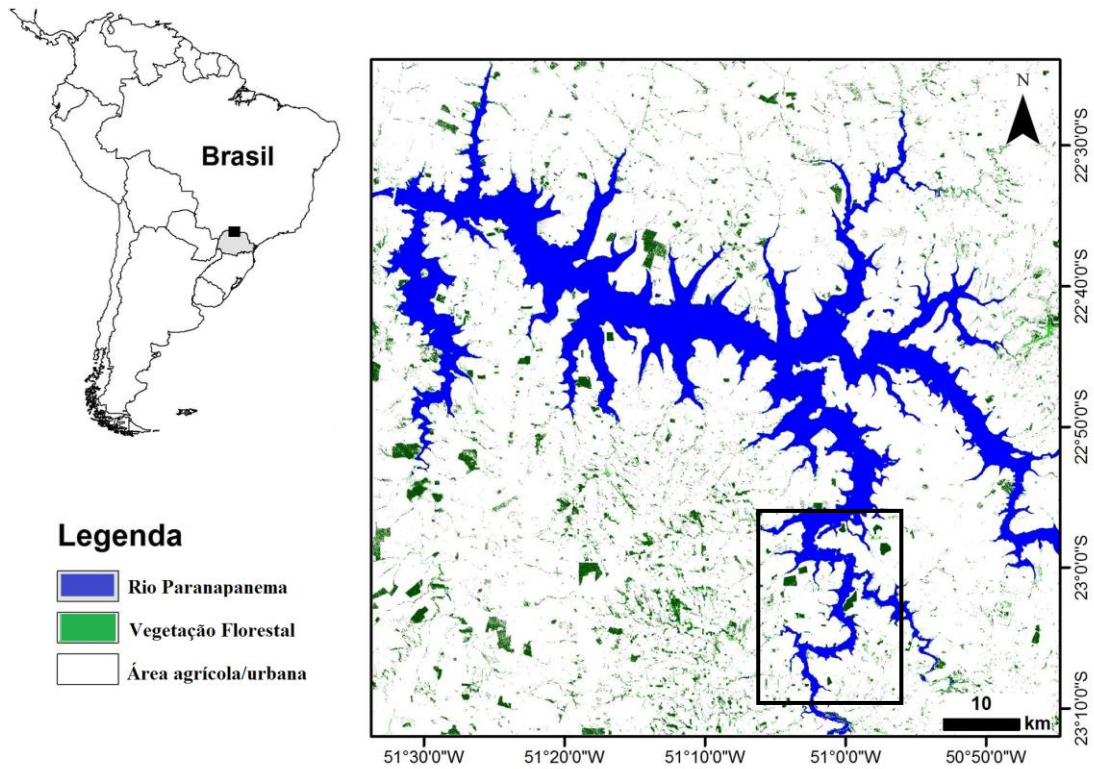 Brasil
Legenda
Rio Paranapanema
Vegetação Florestal
Área agrícola/urbana
N
22°30'0"S
22°40'0"S
22°50'0"S
23°0'0"S
23°10'0"S
10
km
51°30'0"W
51°20'0"W
51°10'0"W
51°0'0"W
50°50'0"W